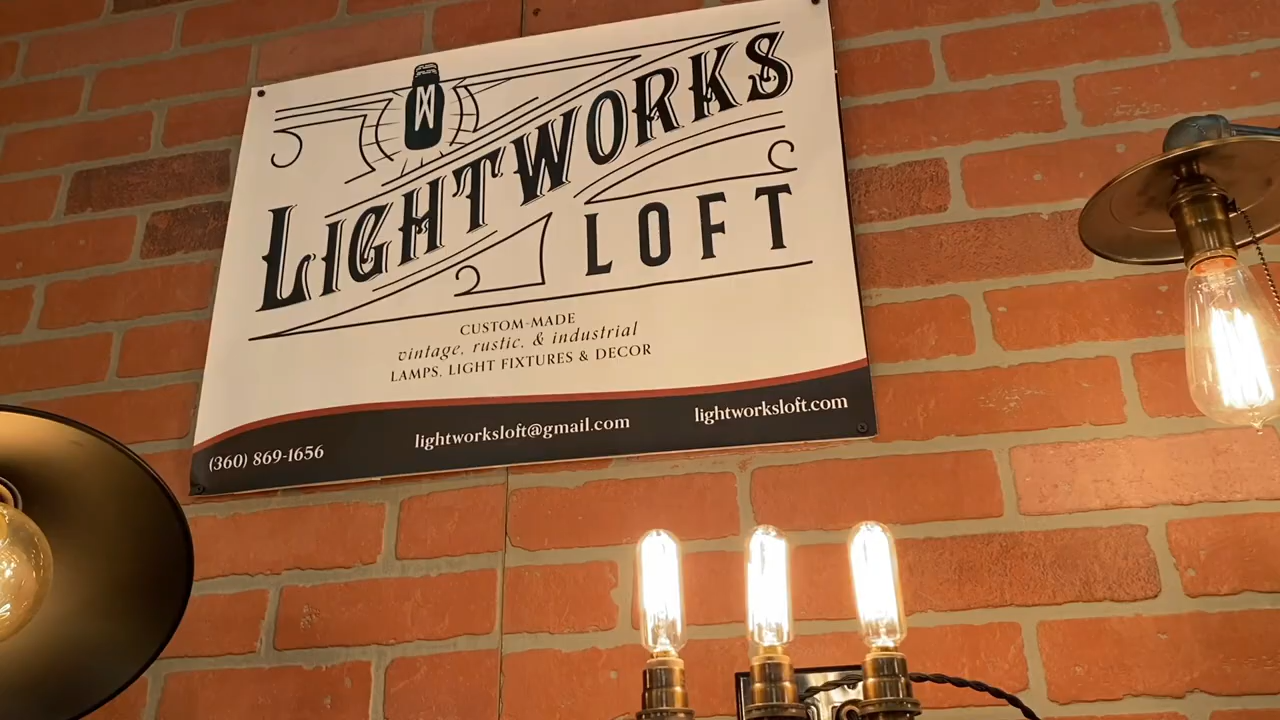 LIGHTWORKS
LOFT
CUSTOM-MADE
vintage, rustic, & industrial
LAMPS, LIGHT FIXTURES & DECOR
(360) 869-1656
lightworksloft@gmail.com
lightworksloft.com